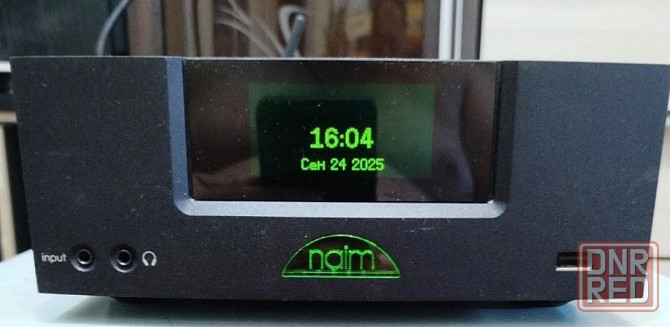 16:04
Сен 24 2025
input
naim
DNR
RED